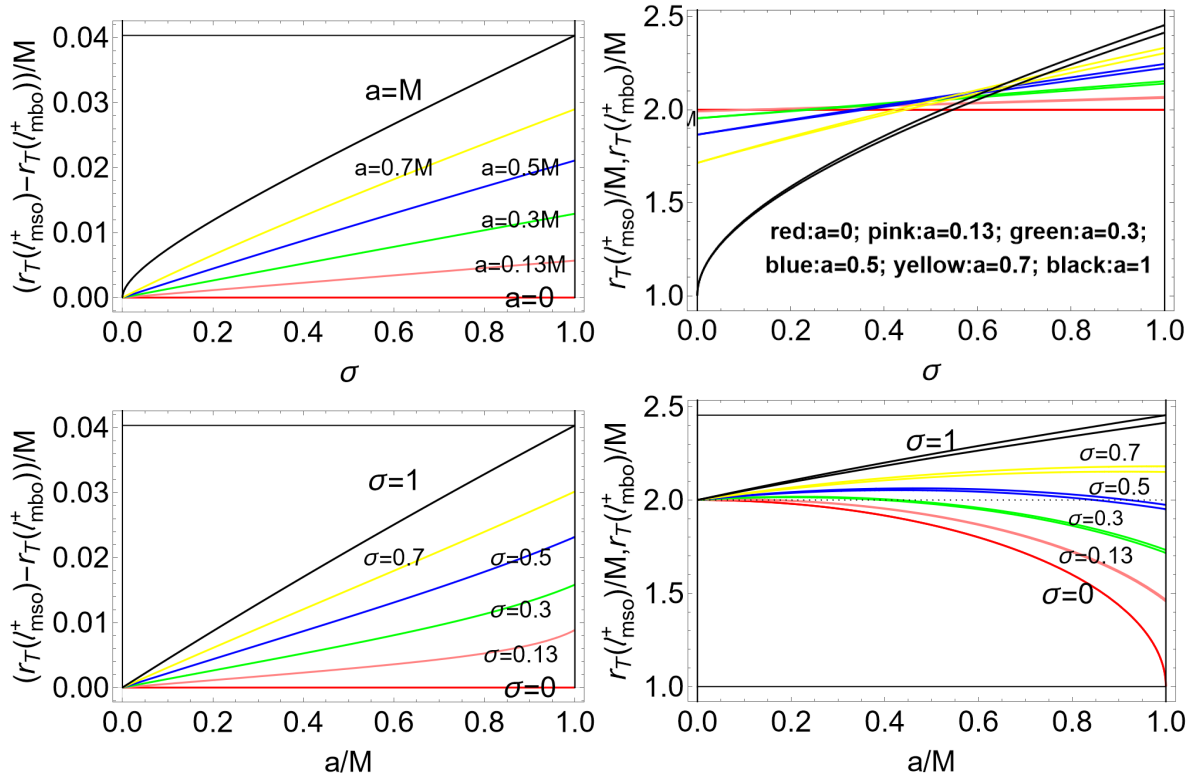 (r_T(l^+_mso)−r_T(l^+_mbo))/M
0.04
0.03
0.02
0.01
0.00
a=M
a=0.7M
a=0.5M
a=0.3M
a=0.13M
a=0
0.0 0.2 0.4 0.6 0.8 1.0
σ
r_T(l^+_mso)/M,r_T(l^+_mbo)/M
2.5
2.0
1.5
1.0
M
red:a=0; pink:a=0.13; green:a=0.3;
blue:a=0.5; yellow:a=0.7; black:a=1
0.0 0.2 0.4 0.6 0.8 1.0
σ
(r_T(l^+_mso)−r_T(l^+_mbo))/M
0.04
0.03
0.02
0.01
0.00
σ=1
σ=0.7
σ=0.5
σ=0.3
σ=0.13
σ=0
0.0 0.2 0.4 0.6 0.8 1.0
a/M
r_T(l^+_mso)/M,r_T(l^+_mbo)/M
2.5
2.0
1.5
1.0
σ=1
σ=0.7
σ=0.5
σ=0.3
σ=0.13
σ=0
0.0 0.2 0.4 0.6 0.8 1.0
a/M